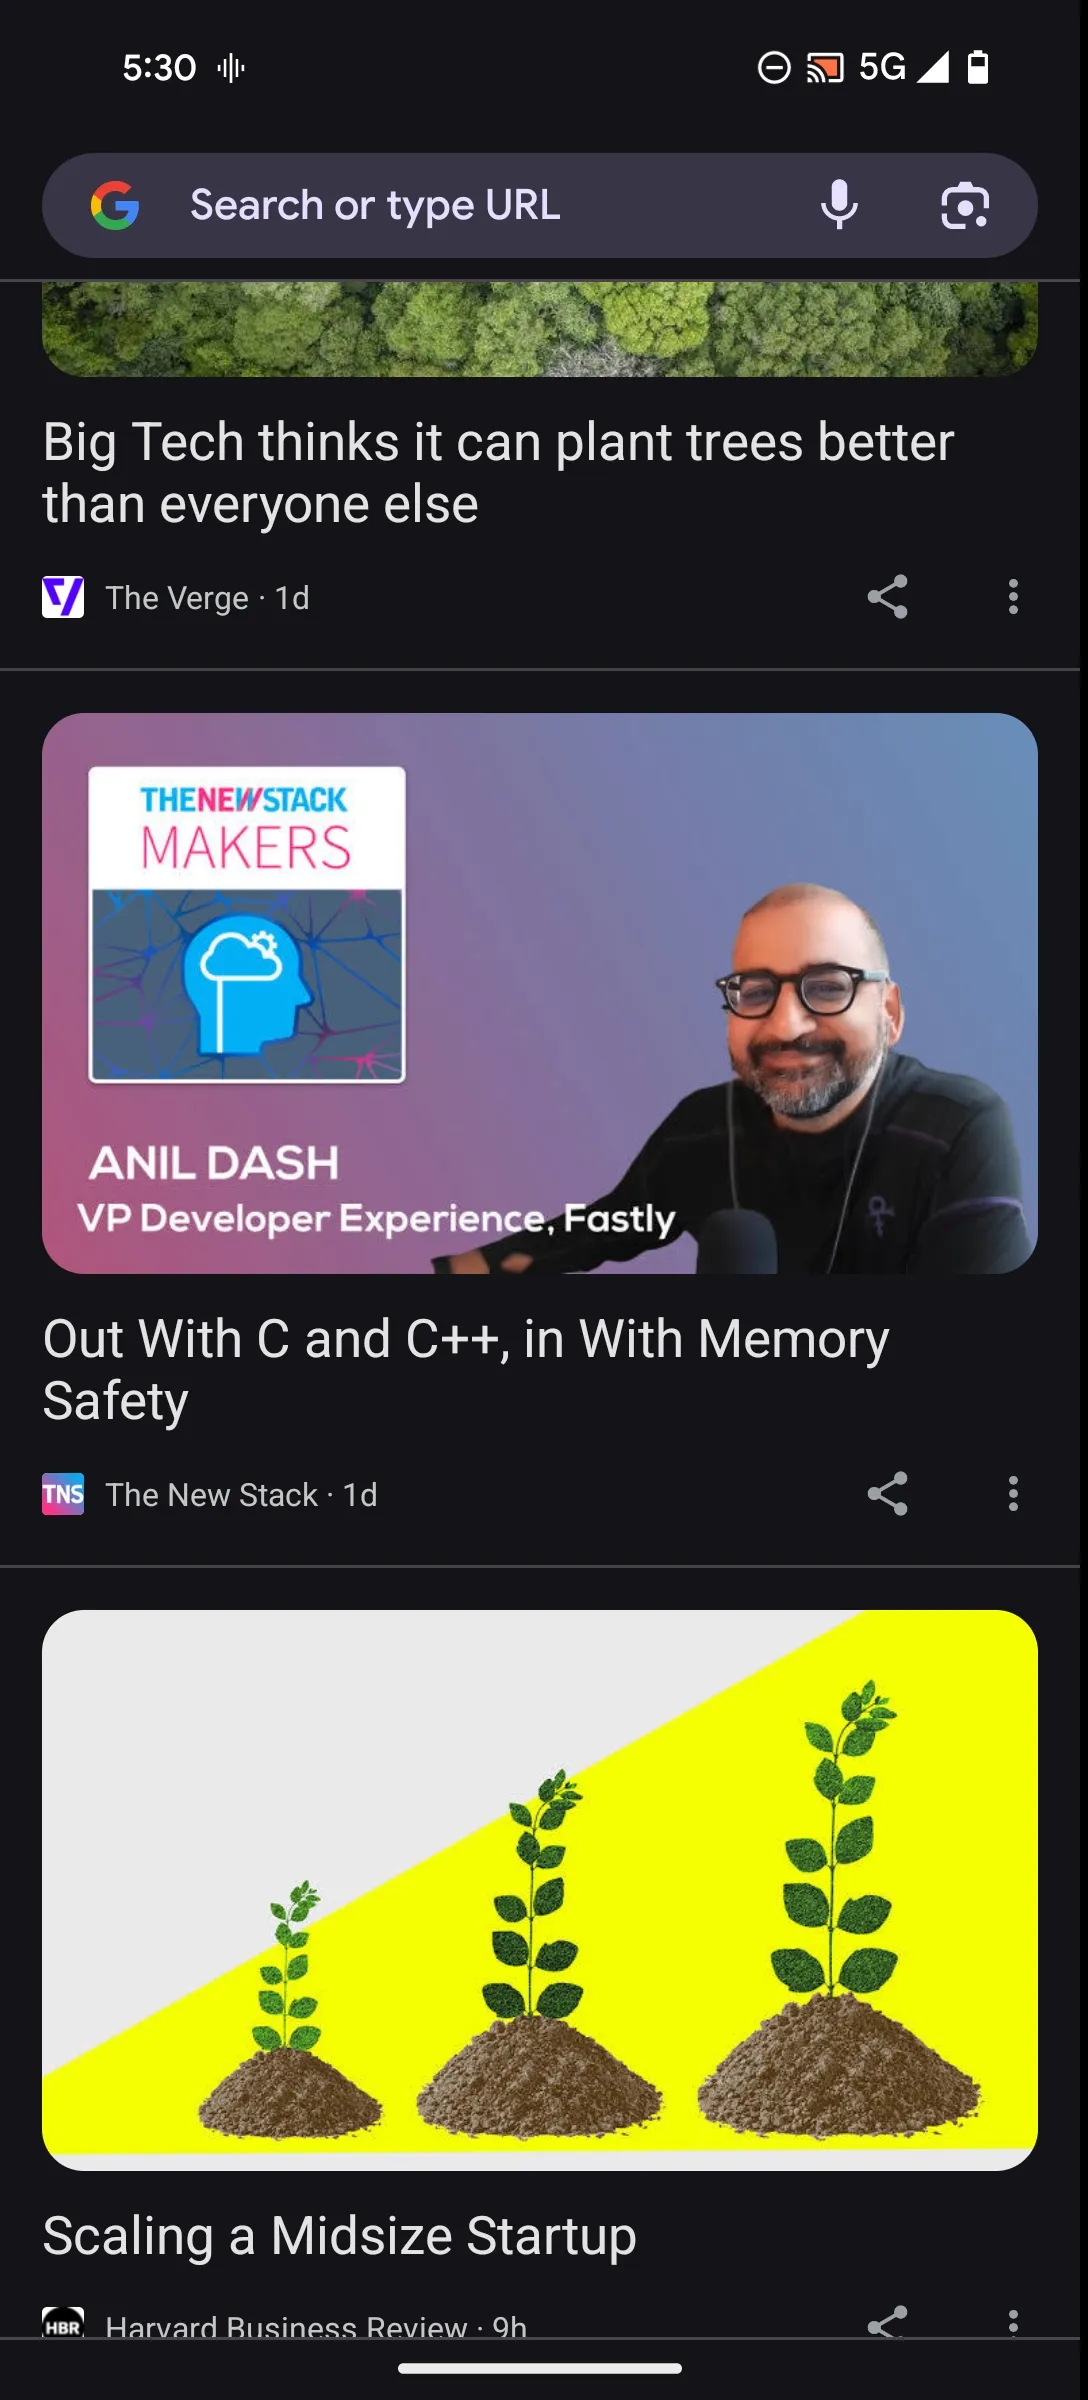 5:30
5G
Search or type URL
Big Tech thinks it can plant trees better
than everyone else
The Verge · 1d
THENEWSTACK
MAKERS
ANIL DASH
VP Developer Experience, Fastly
Out With C and C++, in With Memory
Safety
TNS
The New Stack · 1d
Scaling a Midsize Startup
HBR
Harvard Business Review · 9h